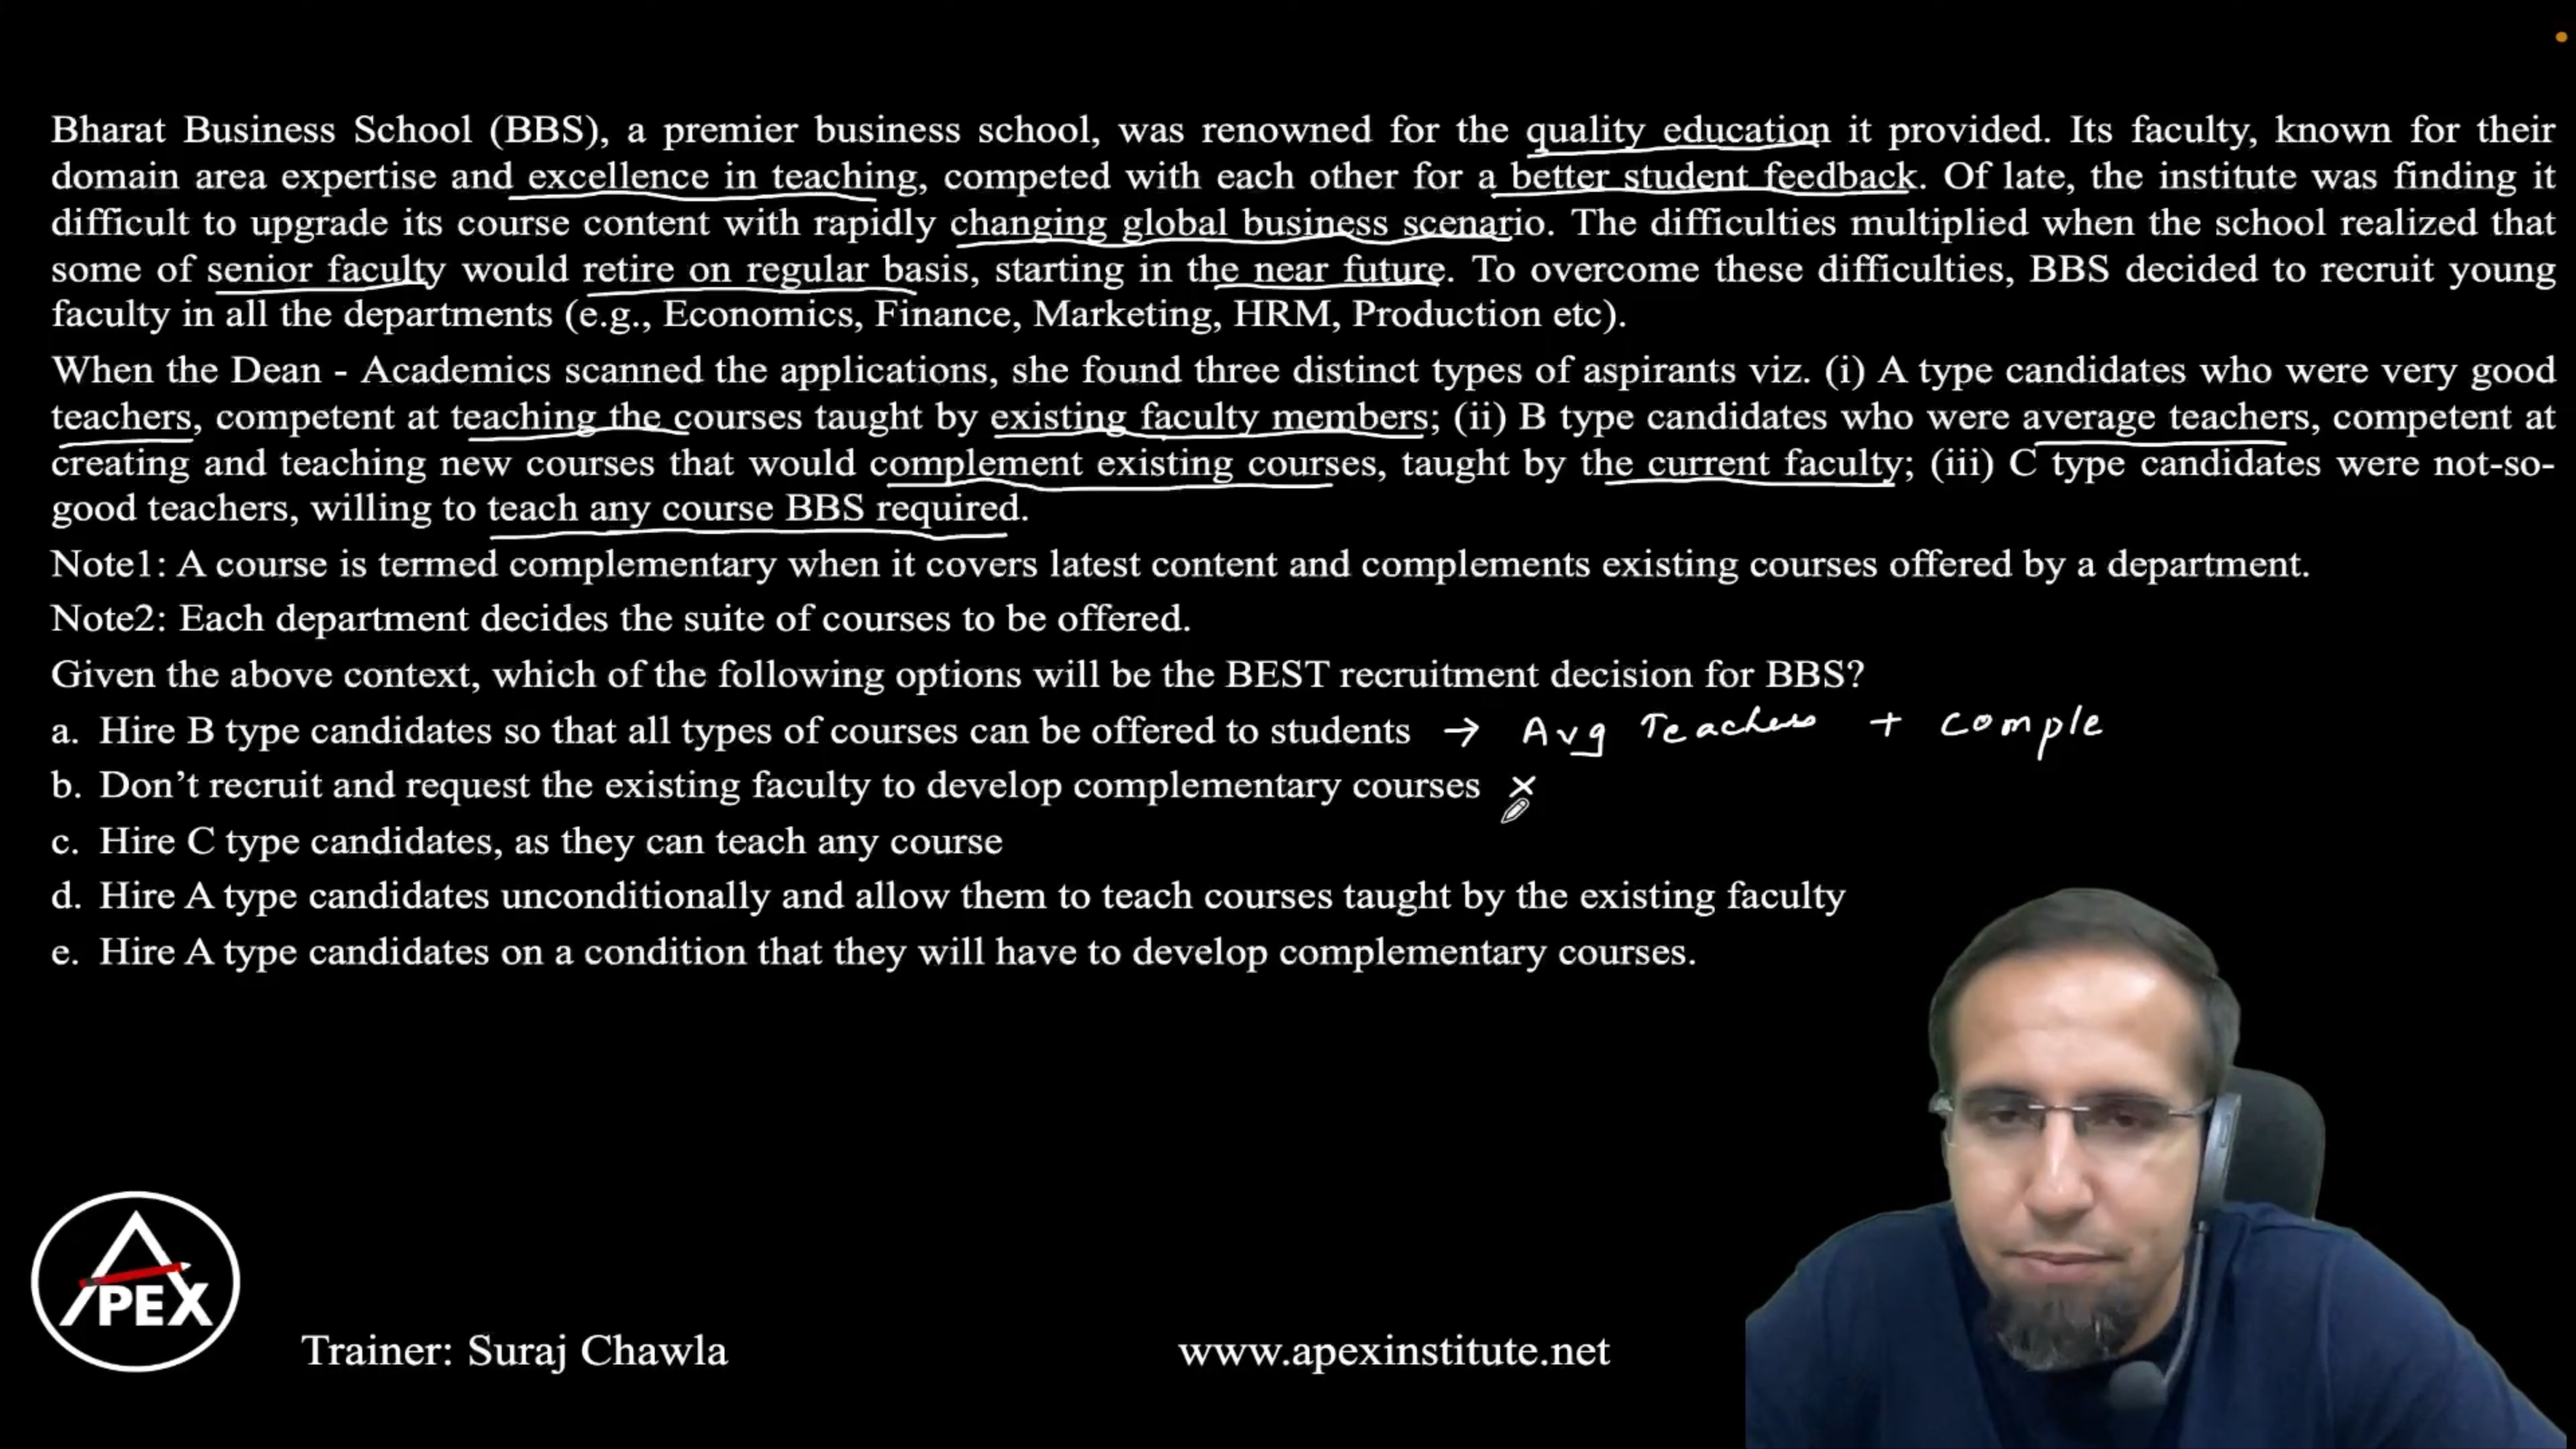 Bharat Business School (BBS), a premier business school, was renowned for the quality education it provided. Its faculty, known for their
domain area expertise and excellence in teaching, competed with each other for a better student feedback. Of late, the institute was finding it
difficult to upgrade its course content with rapidly changing global business scenario. The difficulties multiplied when the school realized that
some of senior faculty would retire on regular basis, starting in the near future. To overcome these difficulties, BBS decided to recruit young
faculty in all the departments (e.g., Economics, Finance, Marketing, HRM, Production etc).
When the Dean - Academics scanned the applications, she found three distinct types of aspirants viz. (i) A type candidates who were very good
teachers, competent at teaching the courses taught by existing faculty members; (ii) B type candidates who were average teachers, competent at
creating and teaching new courses that would complement existing courses, taught by the current faculty; (iii) C type candidates were not-so-
good teachers, willing to teach any course BBS required.
Note1: A course is termed complementary when it covers latest content and complements existing courses offered by a department.
Note2: Each department decides the suite of courses to be offered.
Given the above context, which of the following options will be the BEST recruitment decision for BBS?
a. Hire B type candidates so that all types of courses can be offered to students → Avg Teachers + comple
b. Don't recruit and request the existing faculty to develop complementary courses ×
c. Hire C type candidates, as they can teach any course
d. Hire A type candidates unconditionally and allow them to teach courses taught by the existing faculty
e. Hire A type candidates on a condition that they will have to develop complementary courses.
APEX
Trainer: Suraj Chawla www.apexinstitute.net